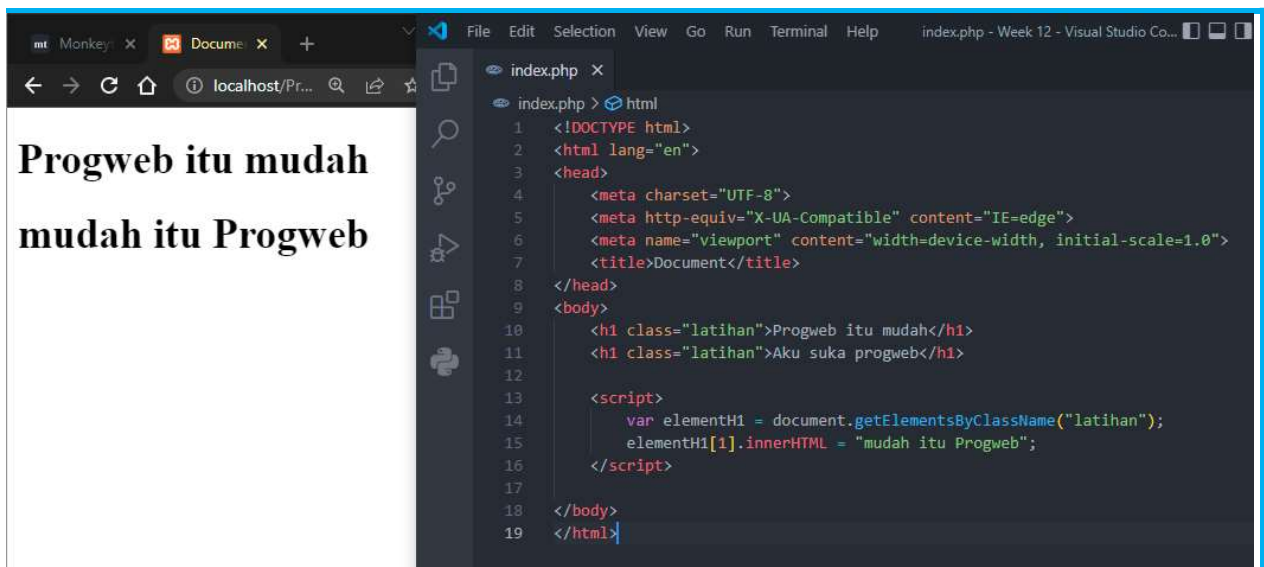 mt Monkey
Docume
localhost/Pr...
Progweb itu mudah
mudah itu Progweb
File Edit Selection View Go Run Terminal Help index.php - Week 12 - Visual Studio Co...
index.php
index.php > html
1 <!DOCTYPE html>
2 <html lang="en">
3 <head>
4 <meta charset="UTF-8">
5 <meta http-equiv="X-UA-Compatible" content="IE=edge">
6 <meta name="viewport" content="width=device-width, initial-scale=1.0">
7 <title>Document</title>
8 </head>
9 <body>
10 <h1 class="latihan">Progweb itu mudah</h1>
11 <h1 class="latihan">Aku suka progweb</h1>
12
13 <script>
14 var elementH1 = document.getElementsByClassName("latihan");
15 elementH1[1].innerHTML = "mudah itu Progweb";
16 </script>
17
18 </body>
19 </html>